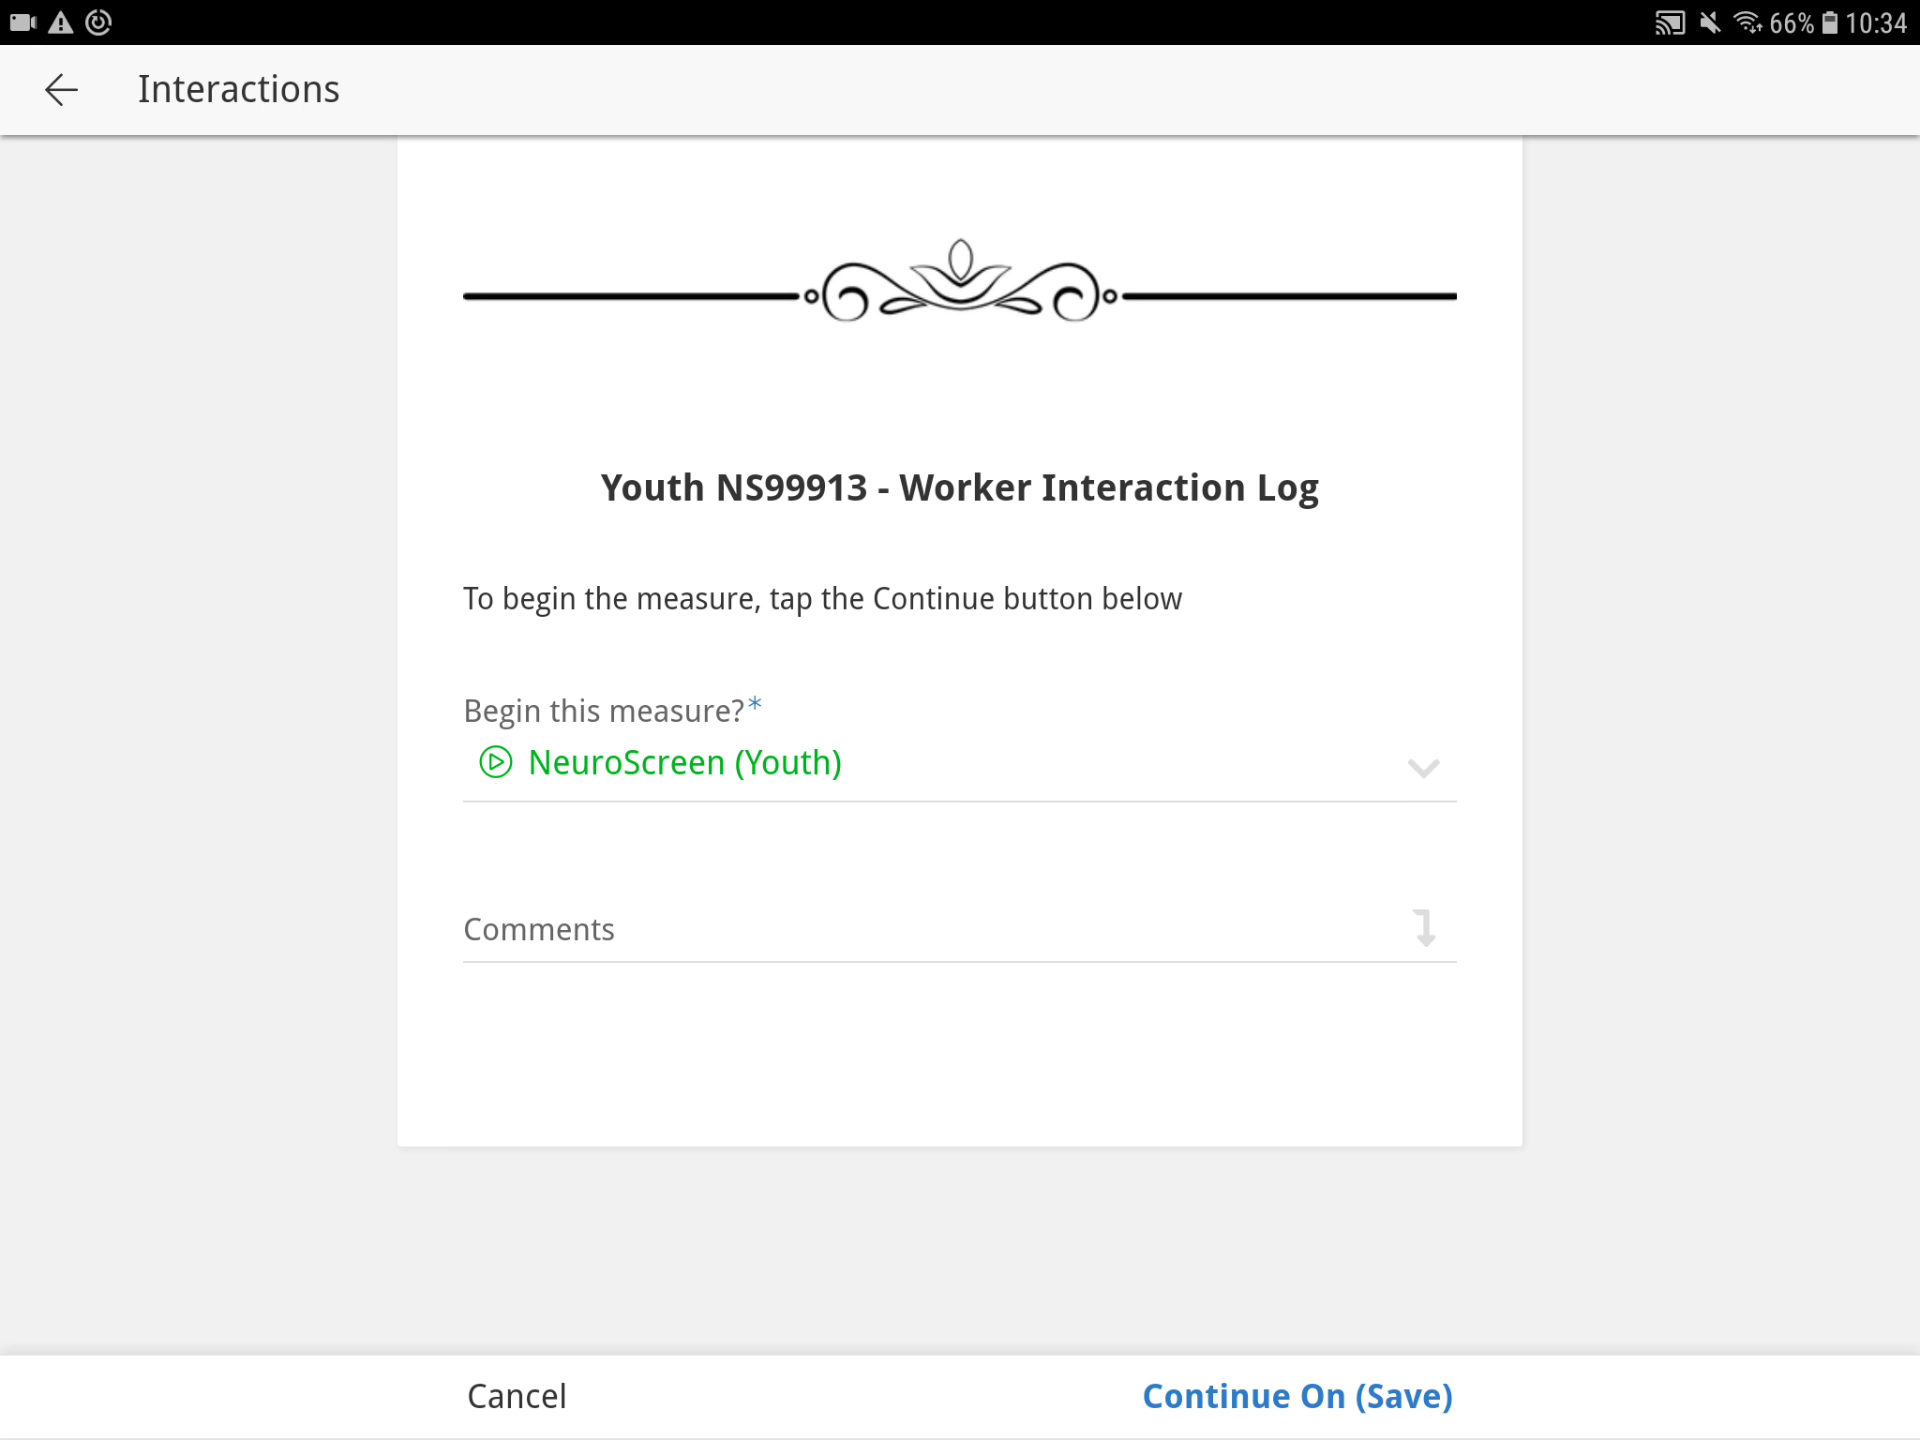 66% 10:34
Interactions
Youth NS99913 - Worker Interaction Log
To begin the measure, tap the Continue button below
Begin this measure?*
NeuroScreen (Youth)
Comments
Cancel Continue On (Save)